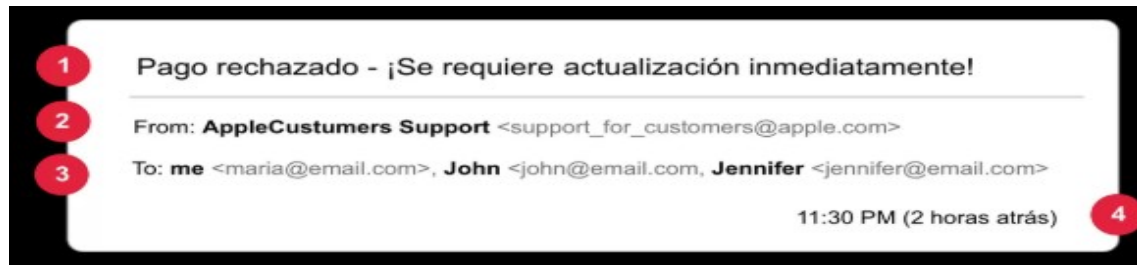 1 Pago rechazado - ¡Se requiere actualización inmediatamente!
2 From: AppleCustumers Support <support_for_customers@apple.com>
3 To: me <maria@email.com>, John <john@email.com, Jennifer <jennifer@email.com>
11:30 PM (2 horas atrás) 4